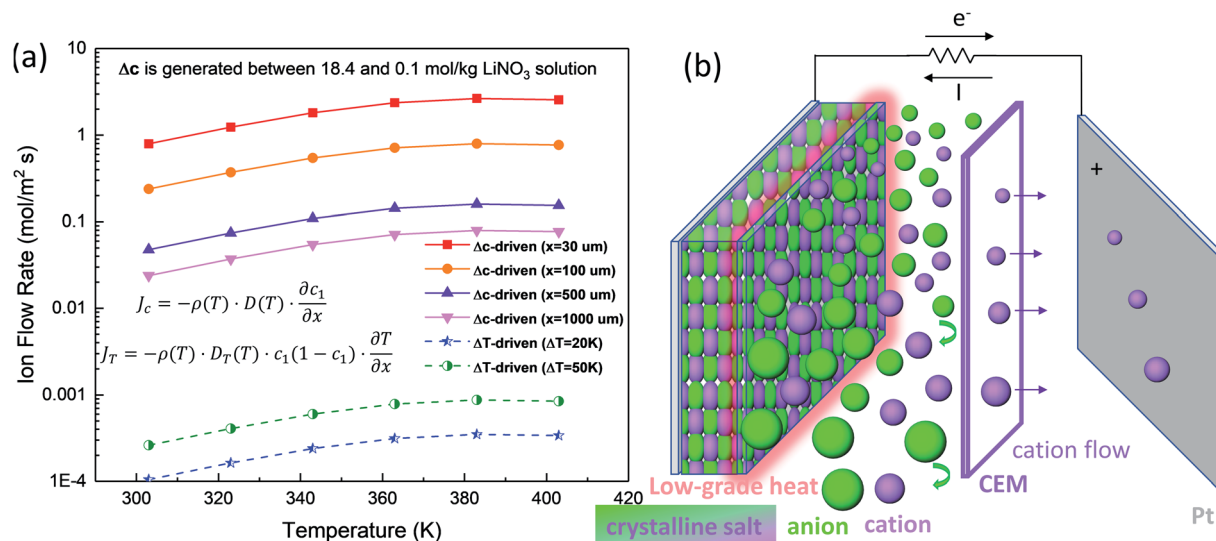 (a)
Δc is generated between 18.4 and 0.1 mol/kg LiNO₃ solution
Ion Flow Rate (mol/m² s)
10
1
0.1
0.01
0.001
1E-4
Δc-driven (x=30 um)
Δc-driven (x=100 um)
Δc-driven (x=500 um)
Δc-driven (x=1000 um)
ΔT-driven (ΔT=20K)
ΔT-driven (ΔT=50K)
J_c = −ρ(T) · D(T) · ∂c₁/∂x
J_T = −ρ(T) · D_T(T) · c₁(1 − c₁) · ∂T/∂x
300 320 340 360 380 400 420
Temperature (K)
(b)
e⁻
I
+
cation flow
CEM
Low-grade heat
crystalline salt anion cation
Pt